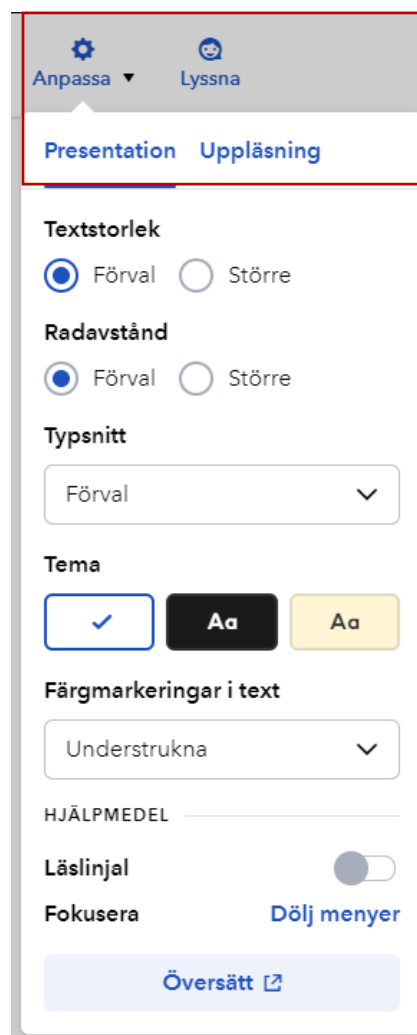 Anpassa Lyssna
Presentation Uppläsning
Textstorlek
Förval Större
Radavstånd
Förval Större
Typsnitt
Förval
Tema
Aa Aa
Färgmarkeringar i text
Understrukna
HJÄLPMEDEL
Läslinjal
Fokusera Dölj menyer
Översätt